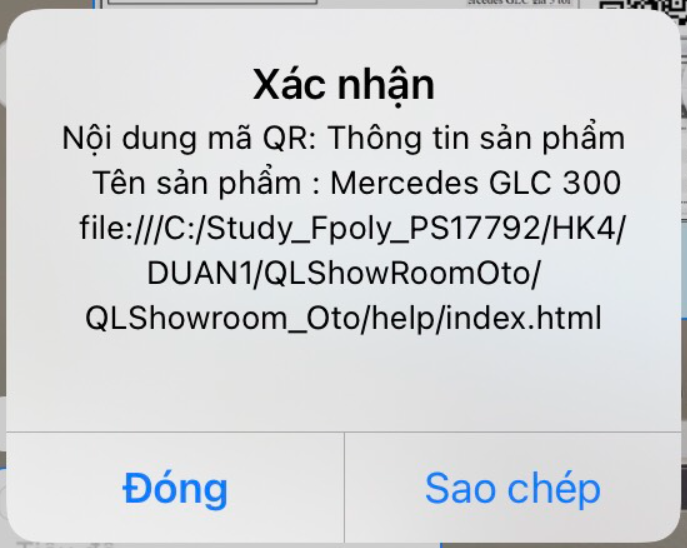 Xác nhận
Nội dung mã QR: Thông tin sản phẩm
Tên sản phẩm : Mercedes GLC 300
file:///C:/Study_Fpoly_PS17792/HK4/
DUAN1/QLShowRoomOto/
QLShowroom_Oto/help/index.html
Đóng
Sao chép